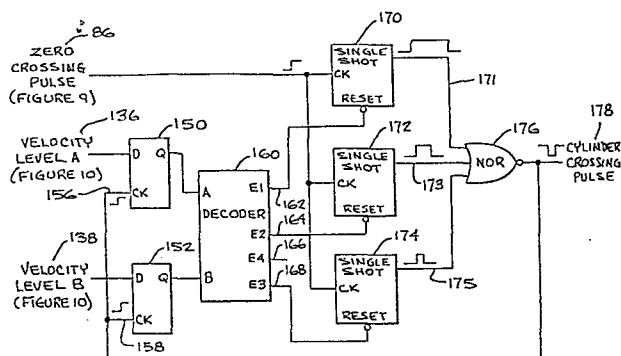 86
ZERO
CROSSING
PULSE
(FIGURE 9)
136
VELOCITY
LEVEL A
(FIGURE 10)
156
138
VELOCITY
LEVEL B
(FIGURE 10)
158
150
D Q
CK
152
D Q
CK
160
A
DECODER
B
E1
E2
E4
E3
162
164
166
168
170
SINGLE
SHOT
CK
RESET
171
172
SINGLE
SHOT
CK
RESET
173
174
SINGLE
SHOT
CK
RESET
175
176
NOR
178
CYLINDER
CROSSING
PULSE